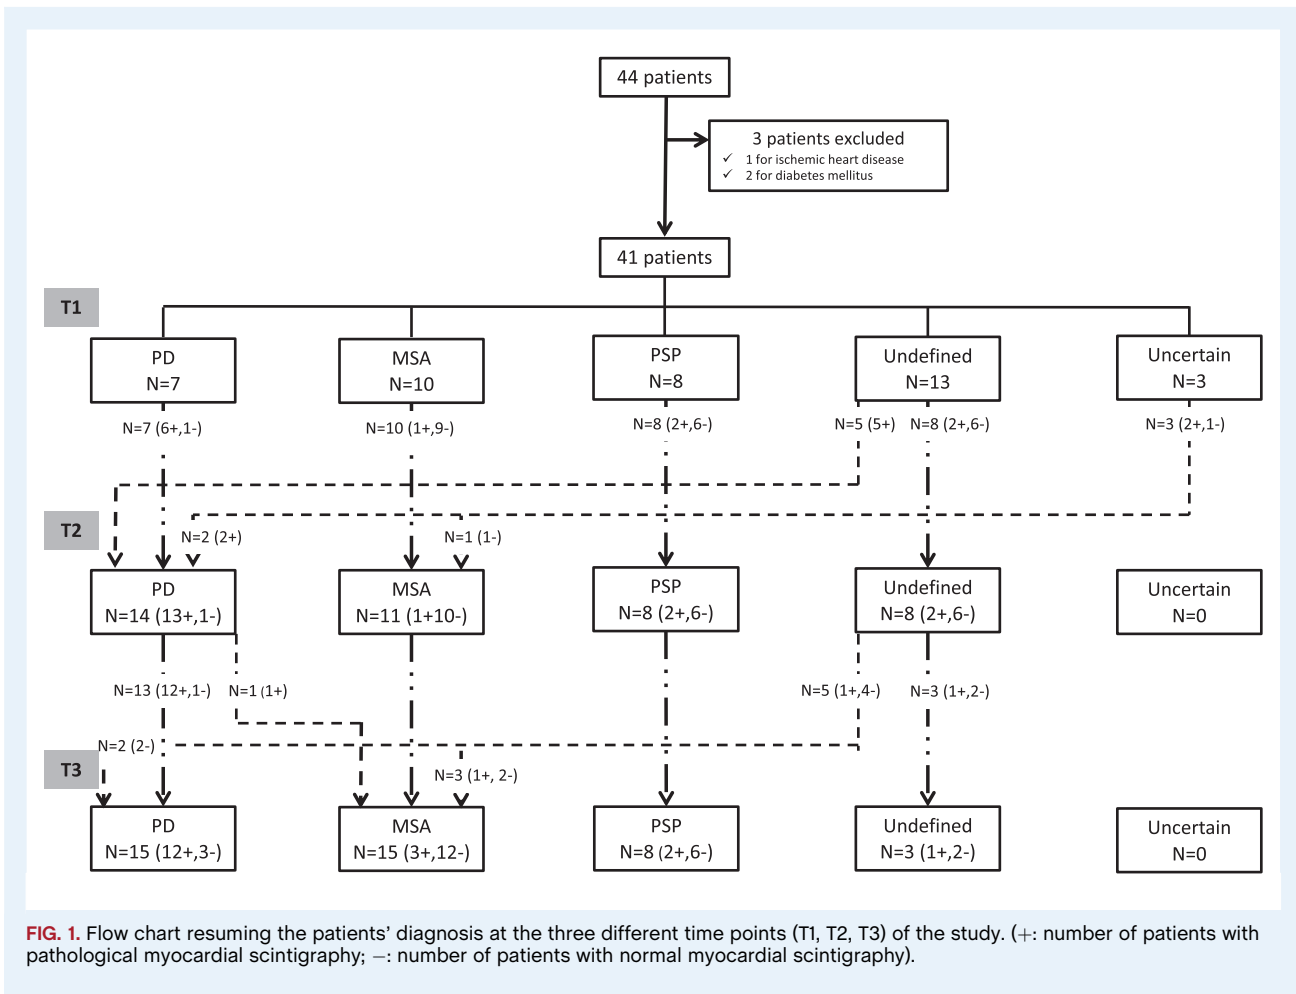 44 patients
3 patients excluded
✓ 1 for ischemic heart disease
✓ 2 for diabetes mellitus
41 patients
T1
PD
N=7
MSA
N=10
PSP
N=8
Undefined
N=13
Uncertain
N=3
N=7 (6+,1-)
N=10 (1+,9-)
N=8 (2+,6-)
N=5 (5+)
N=8 (2+,6-)
N=3 (2+,1-)
T2
N=2 (2+)
N=1 (1-)
PD
N=14 (13+,1-)
MSA
N=11 (1+10-)
PSP
N=8 (2+,6-)
Undefined
N=8 (2+,6-)
Uncertain
N=0
N=13 (12+,1-)
N=1 (1+)
N=5 (1+,4-)
N=3 (1+,2-)
N=2 (2-)
T3
N=3 (1+, 2-)
PD
N=15 (12+,3-)
MSA
N=15 (3+,12-)
PSP
N=8 (2+,6-)
Undefined
N=3 (1+,2-)
Uncertain
N=0
FIG. 1. Flow chart resuming the patients’ diagnosis at the three different time points (T1, T2, T3) of the study. (+: number of patients with
pathological myocardial scintigraphy; −: number of patients with normal myocardial scintigraphy).